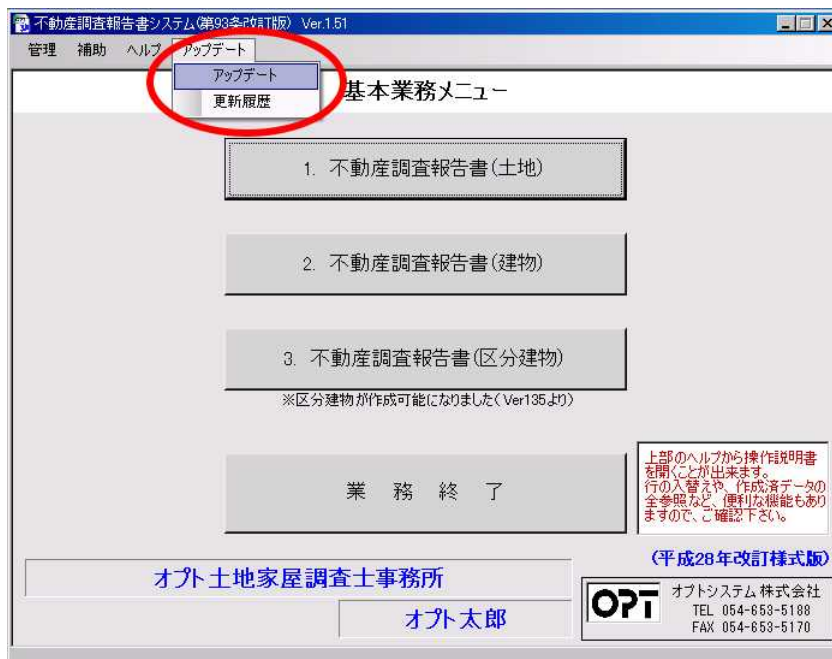 不動産調査報告書システム(第93条改訂版) Ver.1.51
管理 補助 ヘルプ アップデート
アップデート
更新履歴
基本業務メニュー
1. 不動産調査報告書(土地)
2. 不動産調査報告書(建物)
3. 不動産調査報告書(区分建物)
※区分建物が作成可能になりました(Ver135より)
業 務 終 了
上部のヘルプから操作説明書
を開くことが出来ます。
行の入替えや、作成済データの
全参照など、便利な機能もあり
ますので、ご確認下さい。
(平成28年改訂様式版)
オプト土地家屋調査士事務所
オプト太郎
OPT
オプトシステム株式会社
TEL 054-653-5188
FAX 054-653-5170